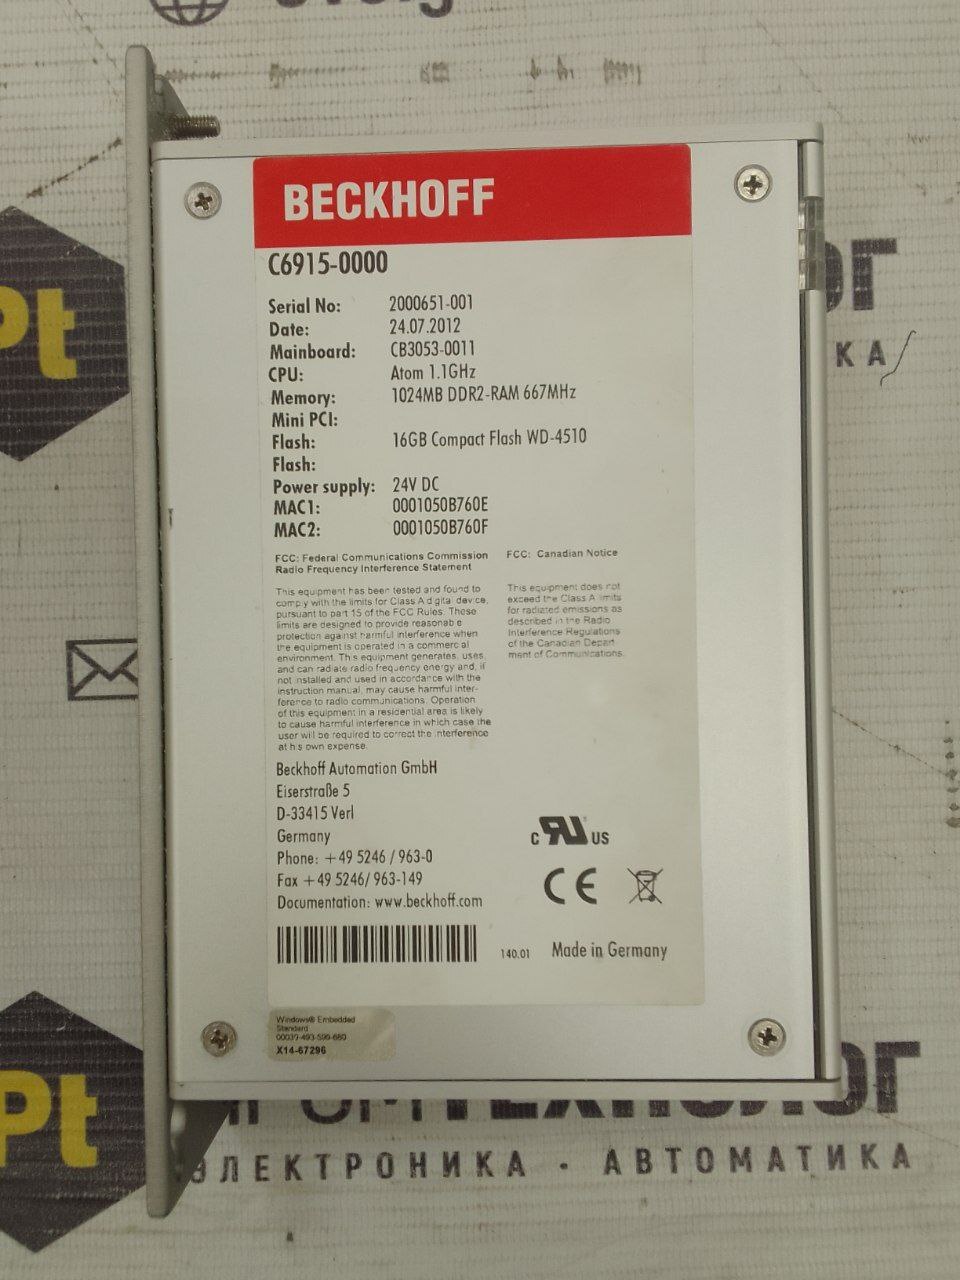 BECKHOFF
C6915-0000
Serial No: 2000651-001
Date: 24.07.2012
Mainboard: CB3053-0011
CPU: Atom 1.1GHz
Memory: 1024MB DDR2-RAM 667MHz
Mini PCI:
Flash: 16GB Compact Flash WD-4510
Flash:
Power supply: 24V DC
MAC1: 0001050B760E
MAC2: 0001050B760F
FCC: Federal Communications Commission
Radio Frequency Interference Statement
This equipment has been tested and found to
comply with the limits for Class A digital device,
pursuant to part 15 of the FCC Rules. These
limits are designed to provide reasonable
protection against harmful interference when
the equipment is operated in a commercial
environment. This equipment generates, uses,
and can radiate radio frequency energy and, if
not installed and used in accordance with the
instruction manual, may cause harmful inter-
ference to radio communications. Operation
of this equipment in a residential area is likely
to cause harmful interference in which case the
user will be required to correct the interference
at his own expense.
FCC: Canadian Notice
This equipment does not
exceed the Class A limits
for radiated emissions as
described in the Radio
Interference Regulations
of the Canadian Depart
ment of Communications.
Beckhoff Automation GmbH
Eiserstraße 5
D-33415 Verl
Germany
Phone: +49 5246 / 963-0
Fax +49 5246/ 963-149
Documentation: www.beckhoff.com
c RU US
CE
140.01 Made in Germany
Windows® Embedded
Standard
00037-493-599-680
X14-67296
Pt
КА
Pt
ПРОМТЕХНОЛОГ
ЭЛЕКТРОНИКА · АВТОМАТИКА